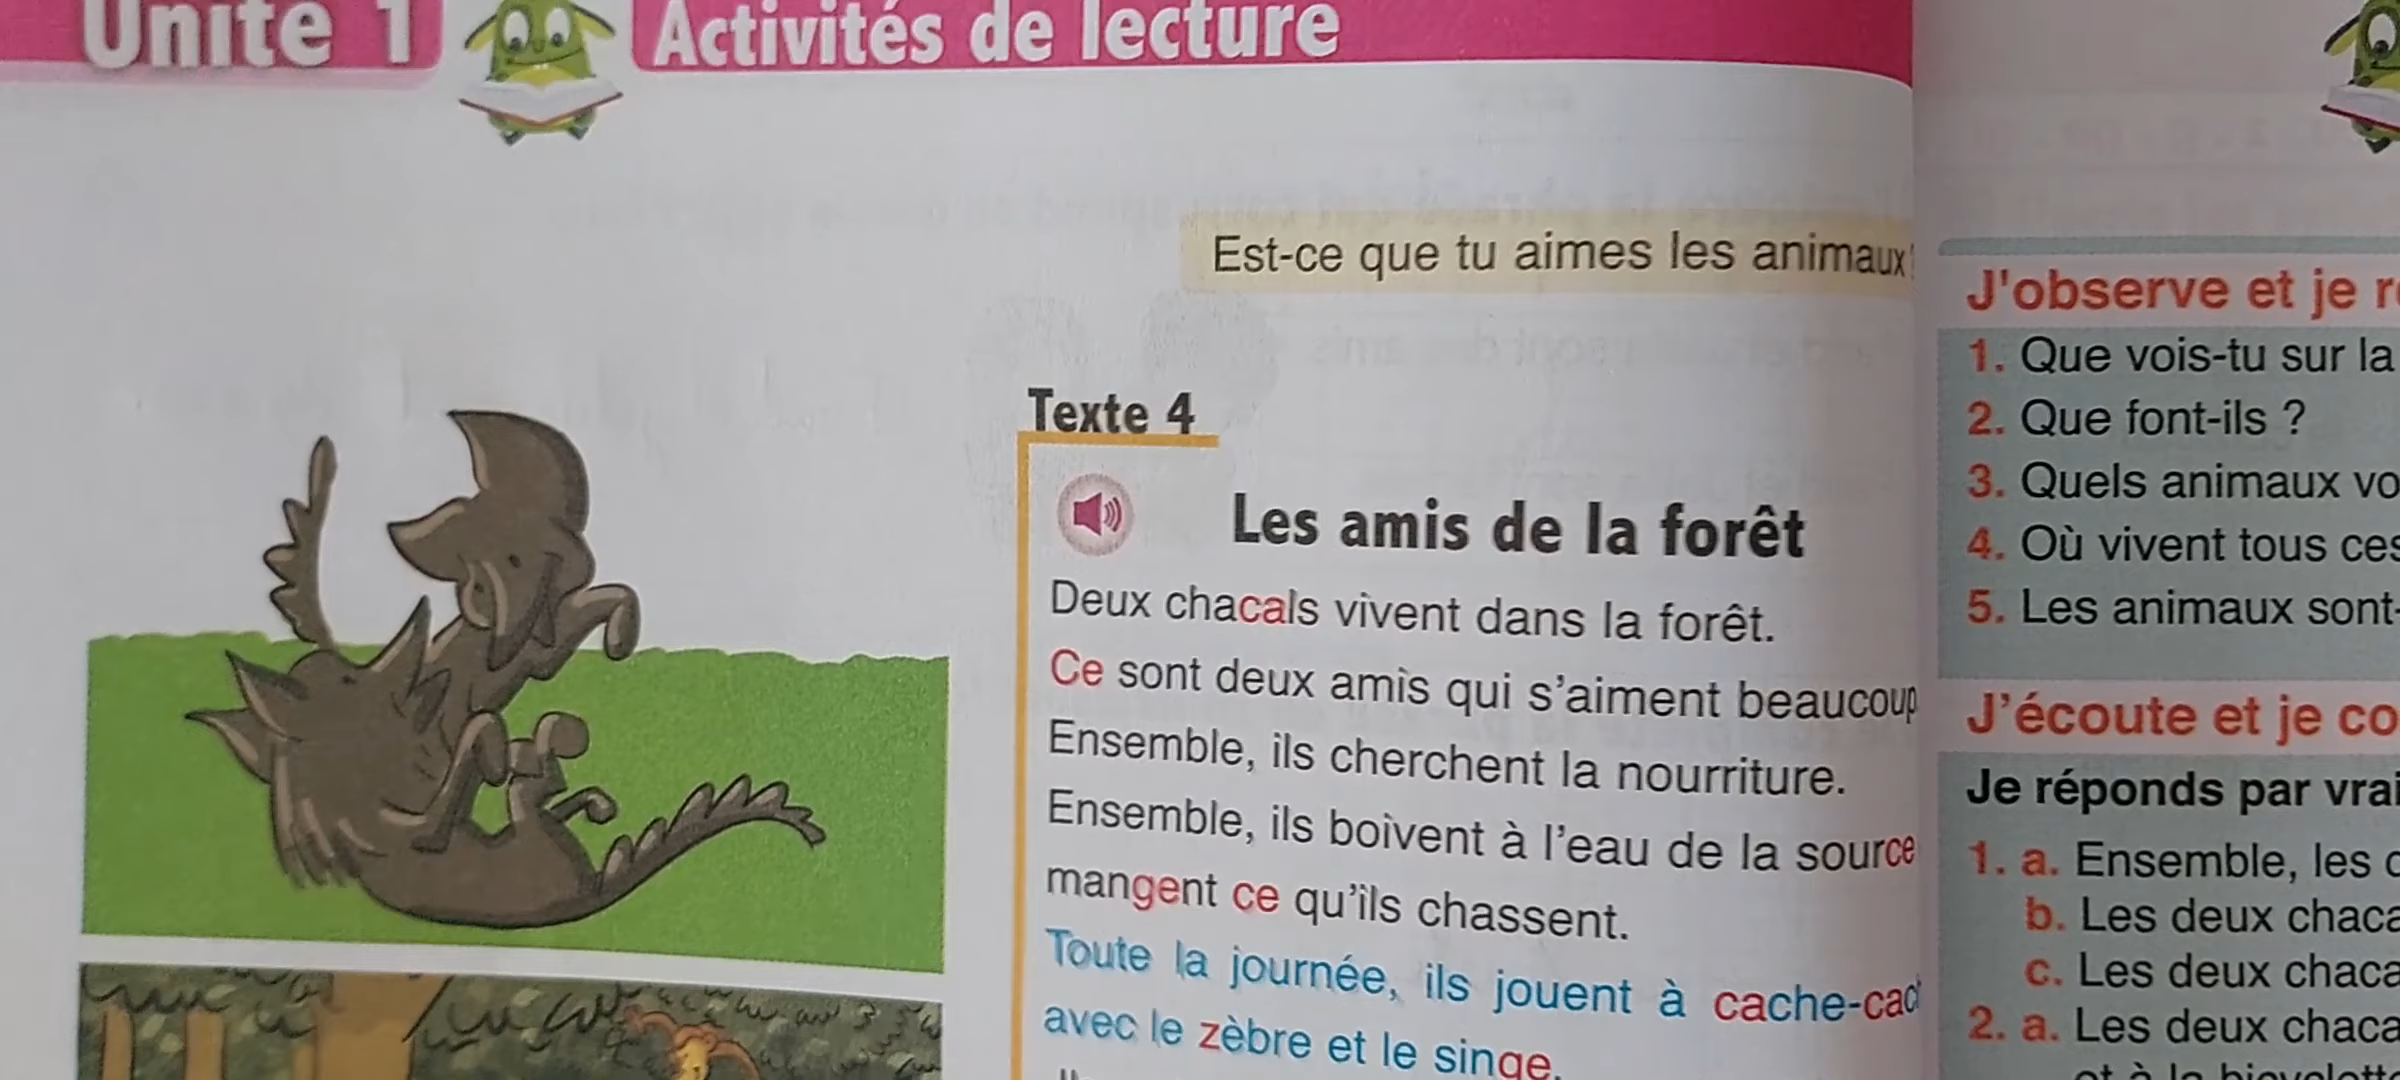 Unité 1 Activités de lecture
Est-ce que tu aimes les animaux
Texte 4
Les amis de la forêt
Deux chacals vivent dans la forêt.
Ce sont deux amis qui s'aiment beaucoup
Ensemble, ils cherchent la nourriture.
Ensemble, ils boivent à l'eau de la source
mangent ce qu'ils chassent.
Toute la journée, ils jouent à cache-cac
avec le zèbre et le singe.
J'observe et je r
1. Que vois-tu sur la
2. Que font-ils ?
3. Quels animaux vo
4. Où vivent tous ces
5. Les animaux sont-
J'écoute et je co
Je réponds par vrai
1. a. Ensemble, les c
b. Les deux chaca
c. Les deux chaca
2. a. Les deux chaca
et à la bicyclette